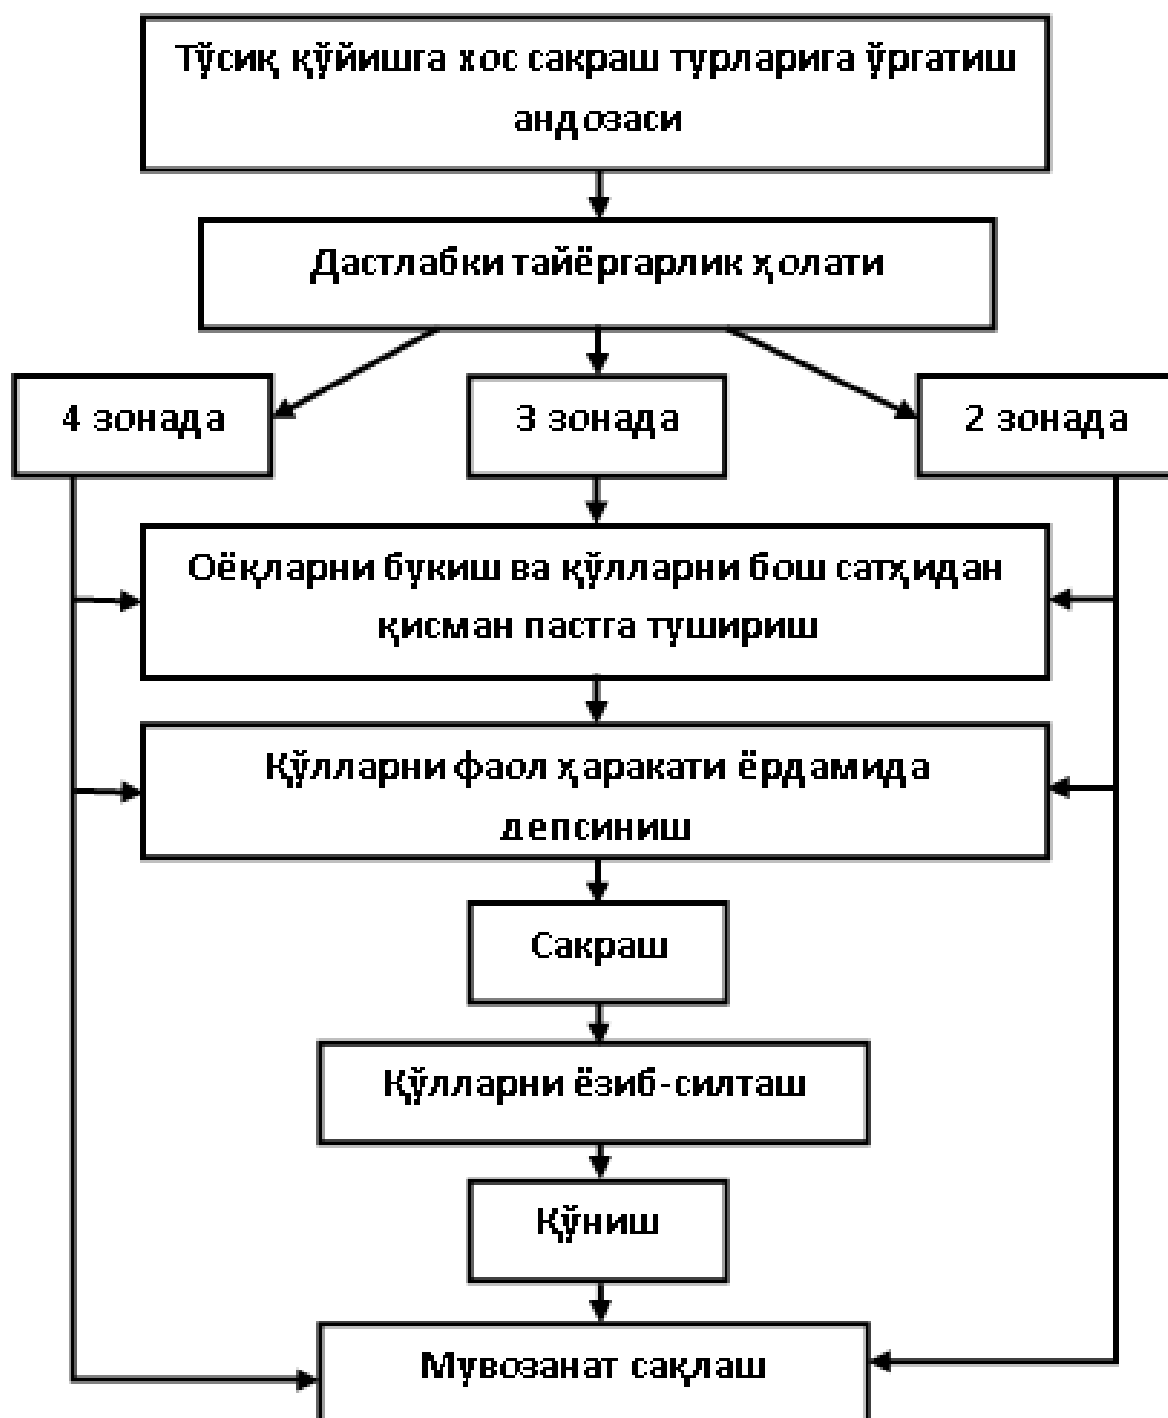 Тўсиқ қўйишга хос сакраш турларига ўргатиш
андозаси
Дастлабки тайёргарлик ҳолати
4 зонада
3 зонада
2 зонада
Оёқларни букиш ва қўлларни бош сатҳидан
қисман пастга тушириш
Қўлларни фаол ҳаракати ёрдамида
депсиниш
Сакраш
Қўлларни ёзиб-силташ
Қўниш
Мувозанат сақлаш